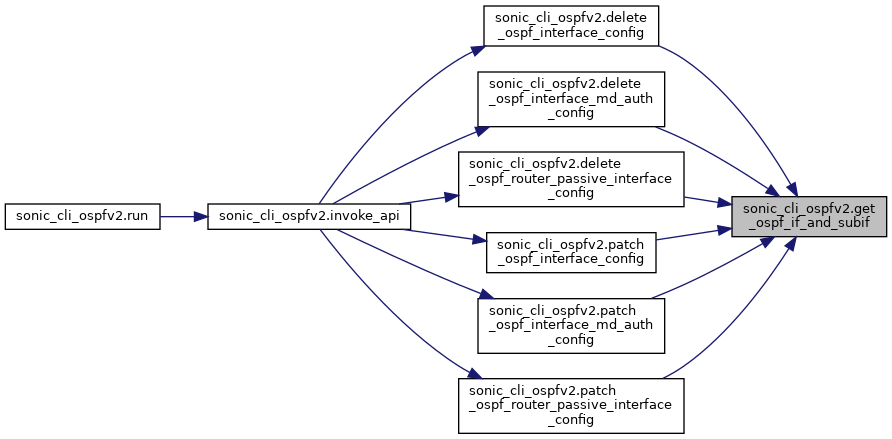 sonic_cli_ospfv2.run
sonic_cli_ospfv2.invoke_api
sonic_cli_ospfv2.delete
_ospf_interface_config
sonic_cli_ospfv2.delete
_ospf_interface_md_auth
_config
sonic_cli_ospfv2.delete
_ospf_router_passive_interface
_config
sonic_cli_ospfv2.patch
_ospf_interface_config
sonic_cli_ospfv2.patch
_ospf_interface_md_auth
_config
sonic_cli_ospfv2.patch
_ospf_router_passive_interface
_config
sonic_cli_ospfv2.get
_ospf_if_and_subif